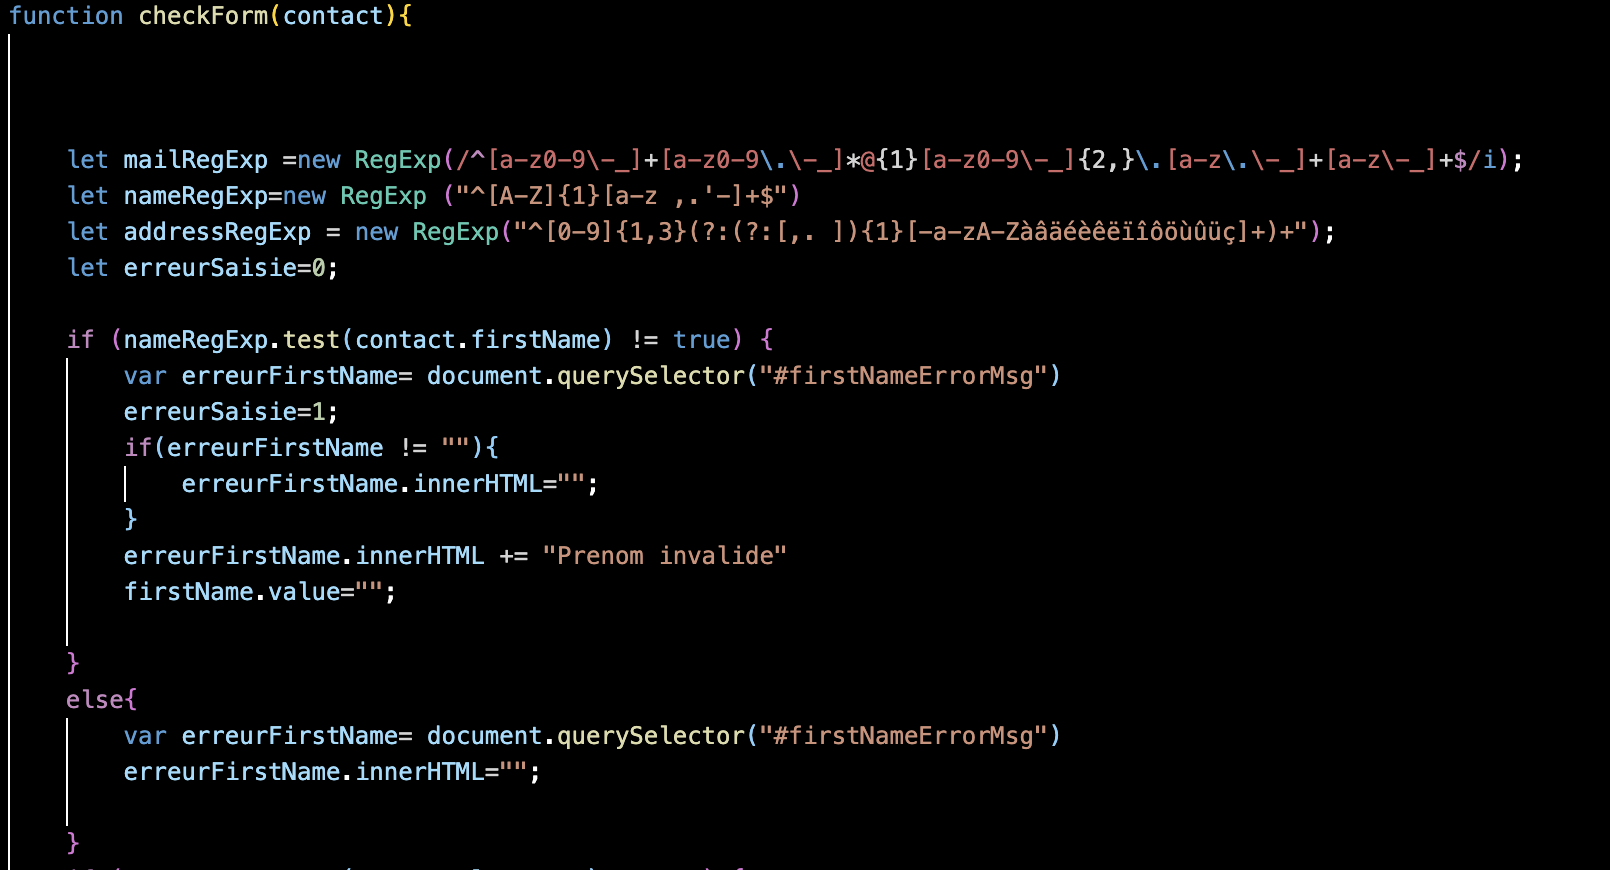 function checkForm(contact){
let mailRegExp =new RegExp(/^[a-z0-9\-_]+[a-z0-9\.\-_]*@{1}[a-z0-9\-_]{2,}\.[a-z\.\-_]+[a-z\-_]+$/i);
let nameRegExp=new RegExp ("^[A-Z]{1}[a-z ,.'-]+$")
let addressRegExp = new RegExp("^[0-9]{1,3}(?:(?:[,. ]){1}[-a-zA-Zàâäéèêëïîôöùûüç]+)+");
let erreurSaisie=0;
if (nameRegExp.test(contact.firstName) != true) {
var erreurFirstName= document.querySelector("#firstNameErrorMsg")
erreurSaisie=1;
if(erreurFirstName != ""){
erreurFirstName.innerHTML="";
}
erreurFirstName.innerHTML += "Prenom invalide"
firstName.value="";
}
else{
var erreurFirstName= document.querySelector("#firstNameErrorMsg")
erreurFirstName.innerHTML="";
}